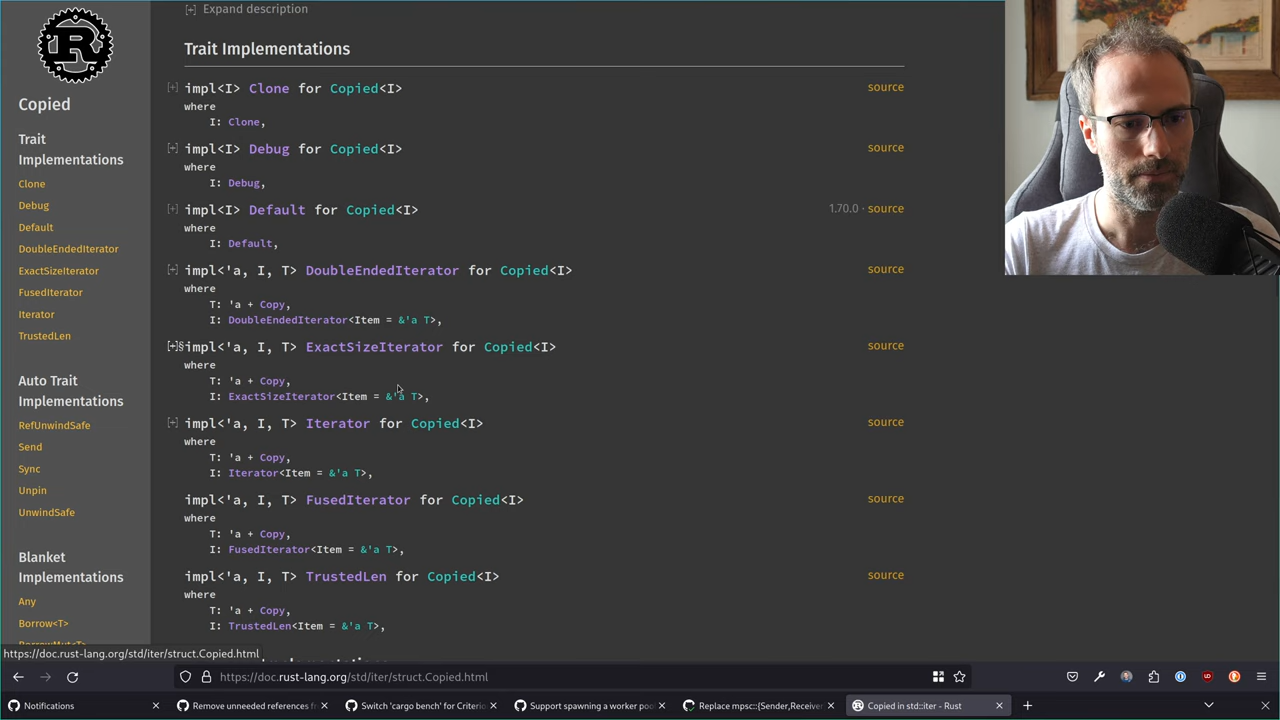 [+] Expand description
Trait Implementations
[+] impl<I> Clone for Copied<I> source
where
I: Clone,
[+] impl<I> Debug for Copied<I> source
where
I: Debug,
[+] impl<I> Default for Copied<I> 1.70.0 · source
where
I: Default,
[+] impl<'a, I, T> DoubleEndedIterator for Copied<I> source
where
T: 'a + Copy,
I: DoubleEndedIterator<Item = &'a T>,
[+]§impl<'a, I, T> ExactSizeIterator for Copied<I> source
where
T: 'a + Copy,
I: ExactSizeIterator<Item = &'a T>,
[+] impl<'a, I, T> Iterator for Copied<I> source
where
T: 'a + Copy,
I: Iterator<Item = &'a T>,
impl<'a, I, T> FusedIterator for Copied<I> source
where
T: 'a + Copy,
I: FusedIterator<Item = &'a T>,
impl<'a, I, T> TrustedLen for Copied<I> source
where
T: 'a + Copy,
I: TrustedLen<Item = &'a T>,
R
Copied
Trait
Implementations
Clone
Debug
Default
DoubleEndedIterator
ExactSizeIterator
FusedIterator
Iterator
TrustedLen
Auto Trait
Implementations
RefUnwindSafe
Send
Sync
Unpin
UnwindSafe
Blanket
Implementations
Any
Borrow<T>
BorrowMut<T>
https://doc.rust-lang.org/std/iter/struct.Copied.html
https://doc.rust-lang.org/std/iter/struct.Copied.html
Notifications
Remove unneeded references f
Switch 'cargo bench' for Criterio
Support spawning a worker poo
Replace mpsc::{Sender,Receiver
Copied in std::iter - Rust